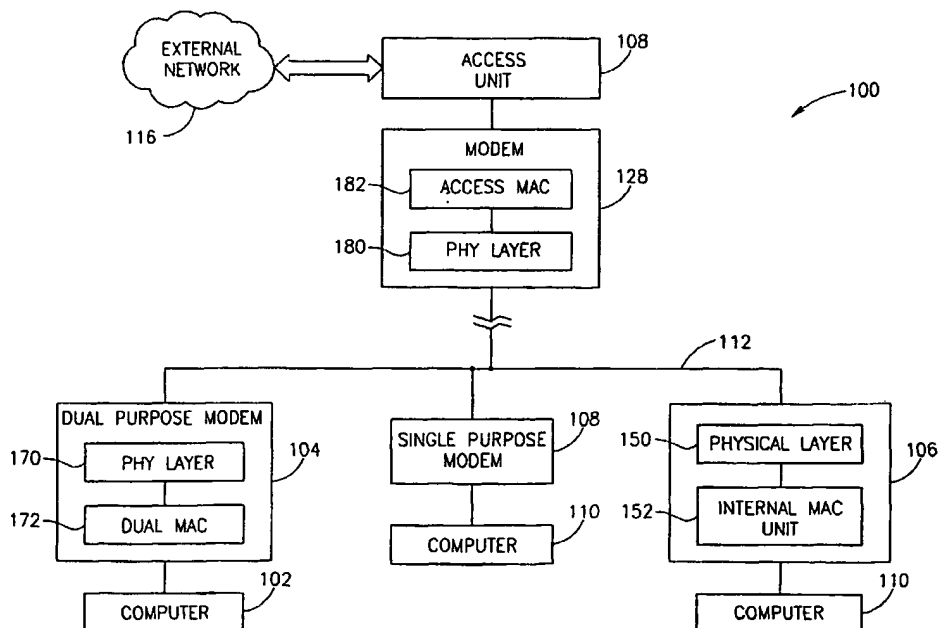 EXTERNAL
NETWORK
116
ACCESS
UNIT
108
100
MODEM
128
182
ACCESS MAC
180
PHY LAYER
112
DUAL PURPOSE MODEM
104
170
PHY LAYER
172
DUAL MAC
COMPUTER
102
SINGLE PURPOSE
MODEM
108
110
COMPUTER
150
PHYSICAL LAYER
106
152
INTERNAL MAC
UNIT
COMPUTER
110